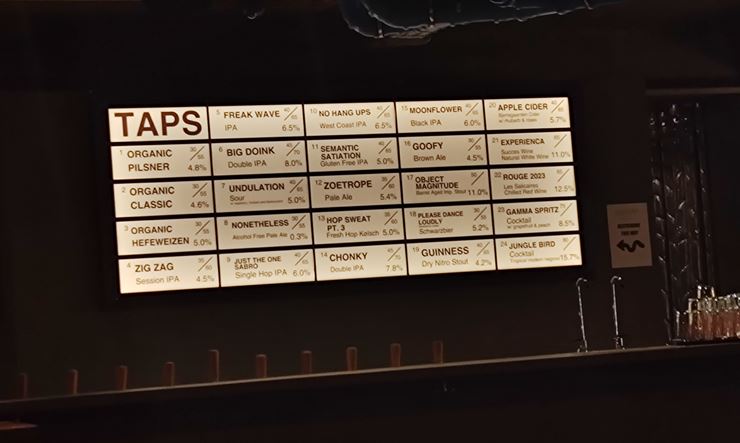 TAPS
1 ORGANIC
PILSNER 4.8%
2 ORGANIC
CLASSIC 4.6%
3 ORGANIC
HEFEWEIZEN 5.0%
4 ZIG ZAG
Session IPA 4.5%
5 FREAK WAVE
IPA 6.5%
6 BIG DOINK
Double IPA 8.0%
7 UNDULATION
Sour 5.0%
8 NONETHELESS
Alcohol Free Pale Ale 0.3%
9 JUST THE ONE
SABRO
Single Hop IPA 6.0%
10 NO HANG UPS
West Coast IPA 6.5%
11 SEMANTIC
SATIATION
Gluten Free IPA 5.0%
12 ZOETROPE
Pale Ale 5.4%
13 HOP SWEAT
PT. 3
Fresh Hop Kölsch 5.0%
14 CHONKY
Double IPA 7.8%
15 MOONFLOWER
Black IPA 6.0%
16 GOOFY
Brown Ale 4.5%
17 OBJECT
MAGNITUDE
Barrel Aged Imp. Stout 11.0%
18 PLEASE DANCE
LOUDLY
Schwarzbier 5.2%
19 GUINNESS
Dry Nitro Stout 4.2%
20 APPLE CIDER
5.7%
21 EXPERIENCA
Succes Wine
Natural White Wine 11.0%
22 ROUGE 2023
Les Salicaires
Chilled Red Wine 12.5%
23 GAMMA SPRITZ
Cocktail
w/ grapefruit & peach 8.5%
24 JUNGLE BIRD
Cocktail
Tropical modern negroni 15.7%